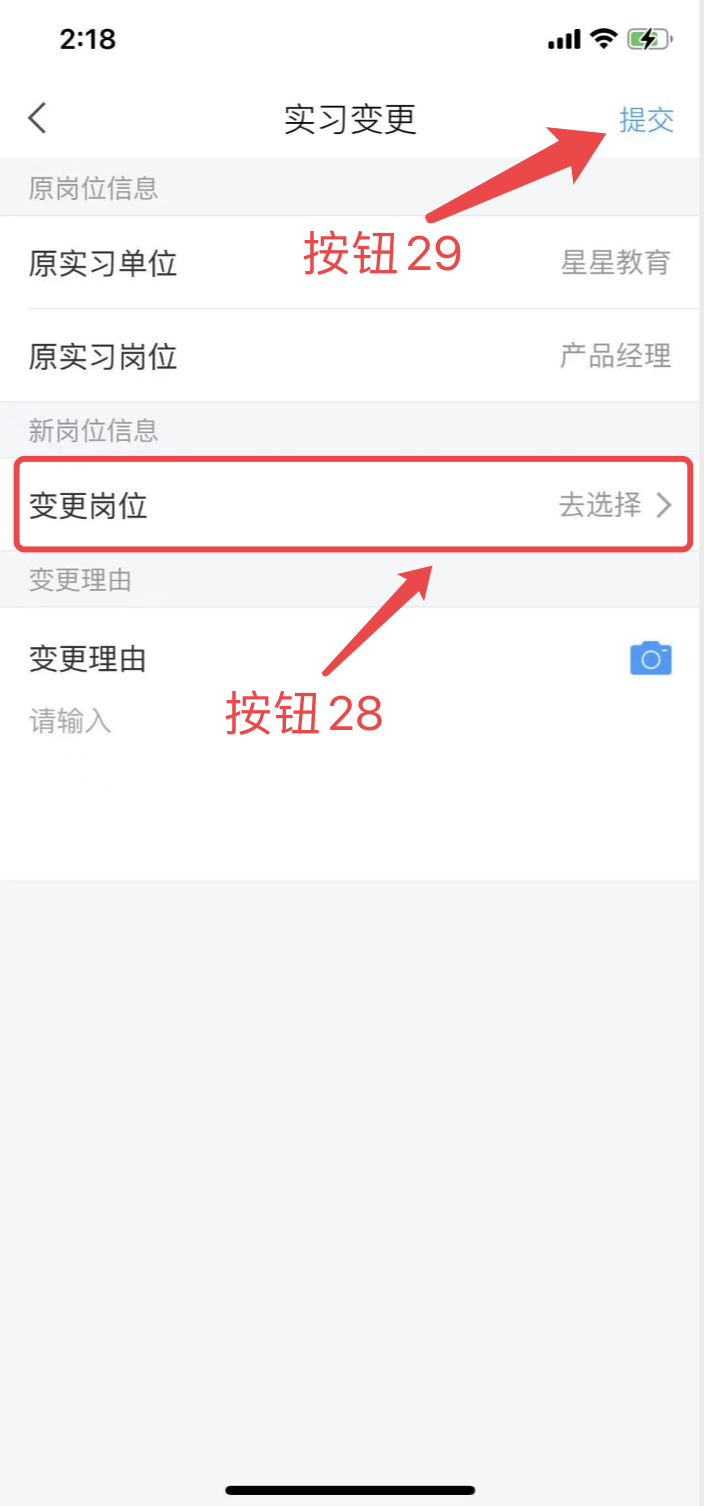 2:18
实习变更
提交
原岗位信息
按钮29
原实习单位
星星教育
原实习岗位
产品经理
新岗位信息
变更岗位
去选择
变更理由
变更理由
按钮28
请输入